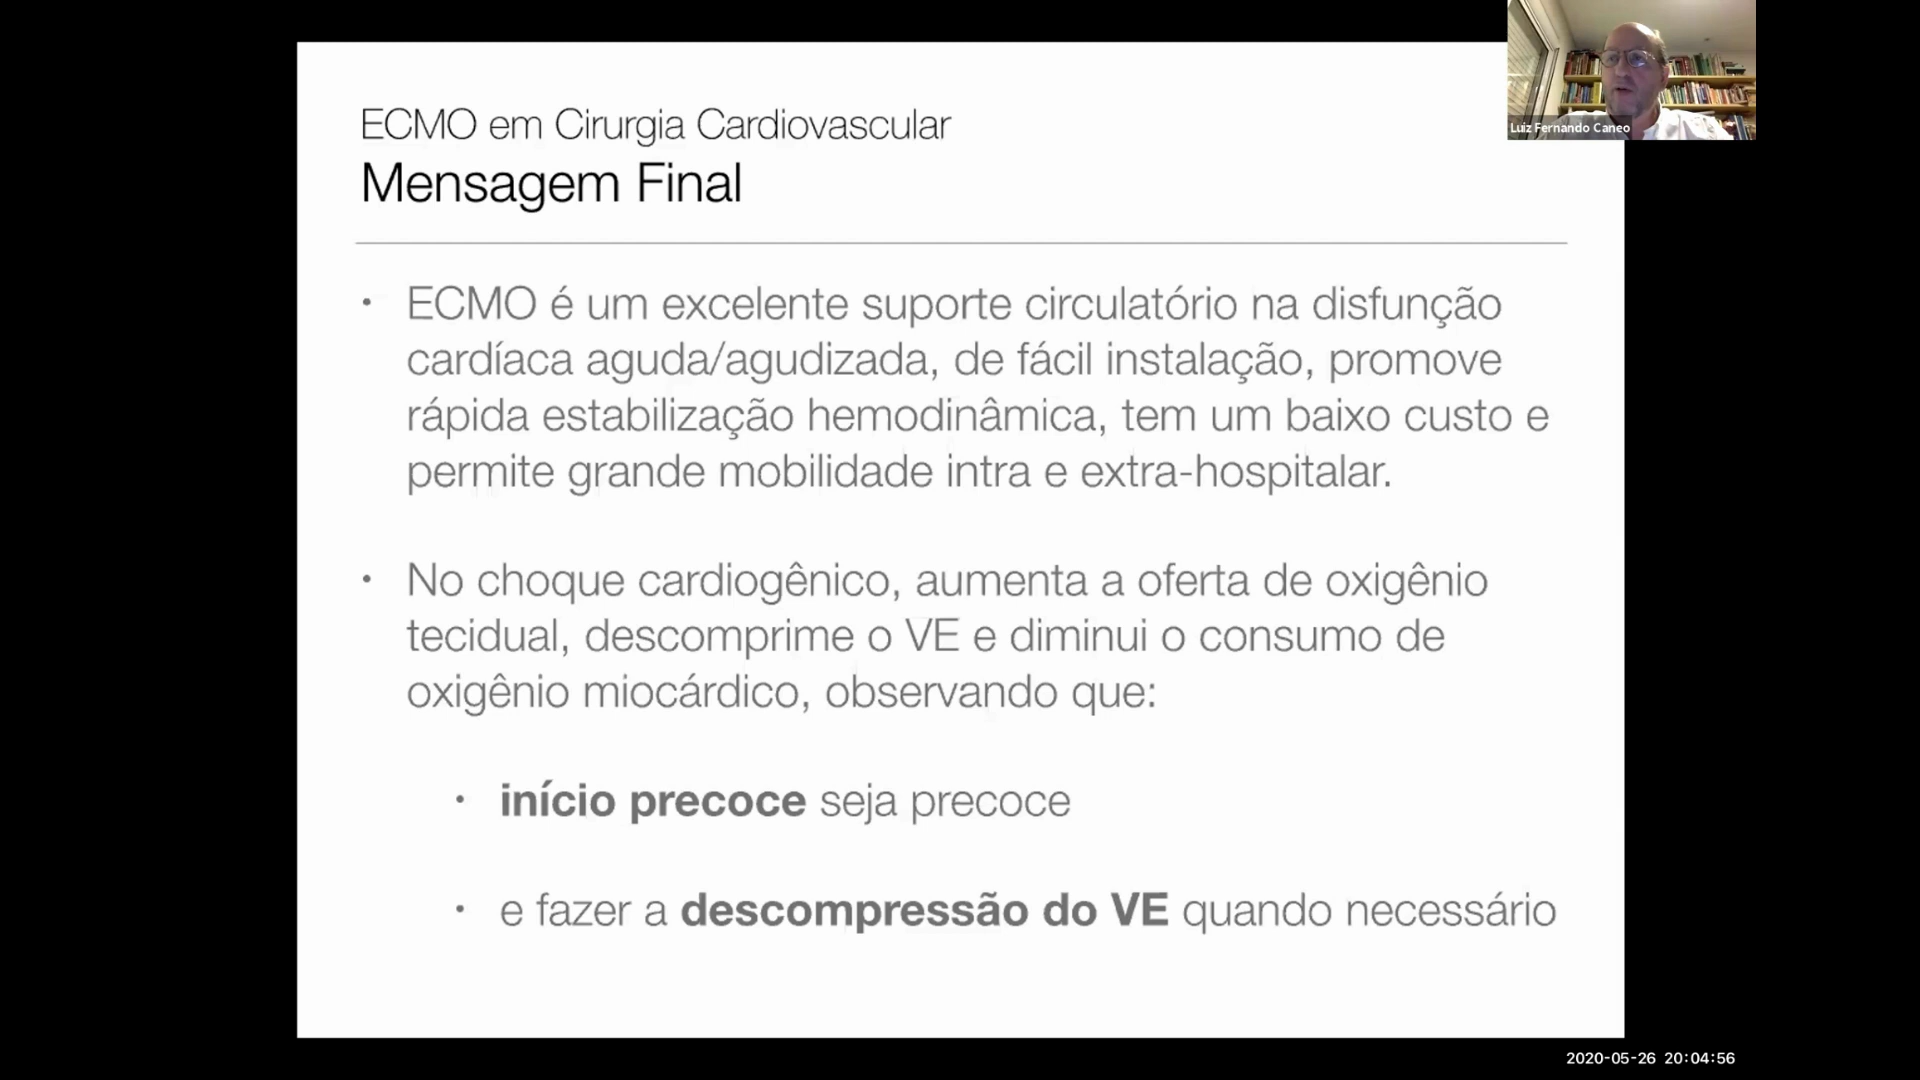 ECMO em Cirurgia Cardiovascular
Mensagem Final
Luiz Fernando Caneo
• ECMO é um excelente suporte circulatório na disfunção
cardíaca aguda/agudizada, de fácil instalação, promove
rápida estabilização hemodinâmica, tem um baixo custo e
permite grande mobilidade intra e extra-hospitalar.
• No choque cardiogênico, aumenta a oferta de oxigênio
tecidual, descomprime o VE e diminui o consumo de
oxigênio miocárdico, observando que:
• início precoce seja precoce
• e fazer a descompressão do VE quando necessário
2020-05-26 20:04:56